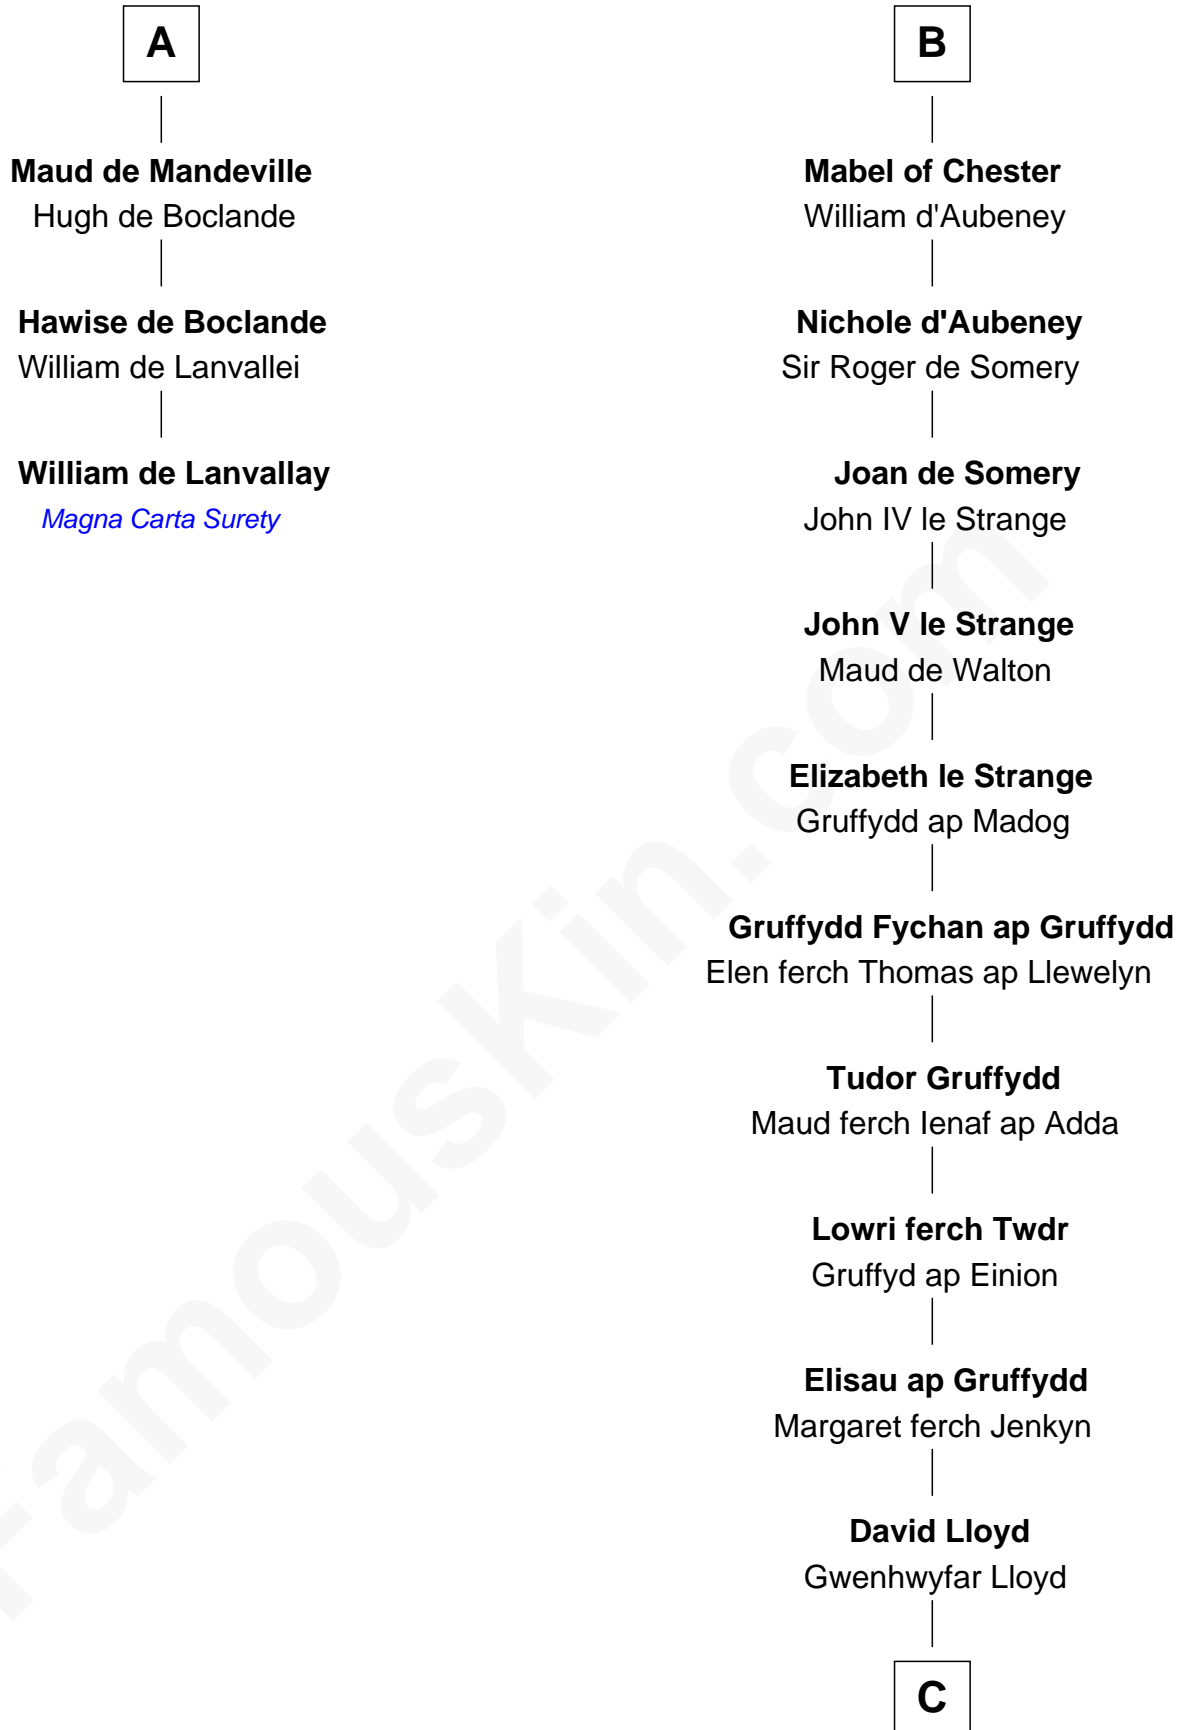 A
Maud de Mandeville
Hugh de Boclande
Hawise de Boclande
William de Lanvallei
William de Lanvallay
Magna Carta Surety
B
Mabel of Chester
William d'Aubeney
Nichole d'Aubeney
Sir Roger de Somery
Joan de Somery
John IV le Strange
John V le Strange
Maud de Walton
Elizabeth le Strange
Gruffydd ap Madog
Gruffydd Fychan ap Gruffydd
Elen ferch Thomas ap Llewelyn
Tudor Gruffydd
Maud ferch Ienaf ap Adda
Lowri ferch Twdr
Gruffyd ap Einion
Elisau ap Gruffydd
Margaret ferch Jenkyn
David Lloyd
Gwenhwyfar Lloyd
C
FamousKin.com